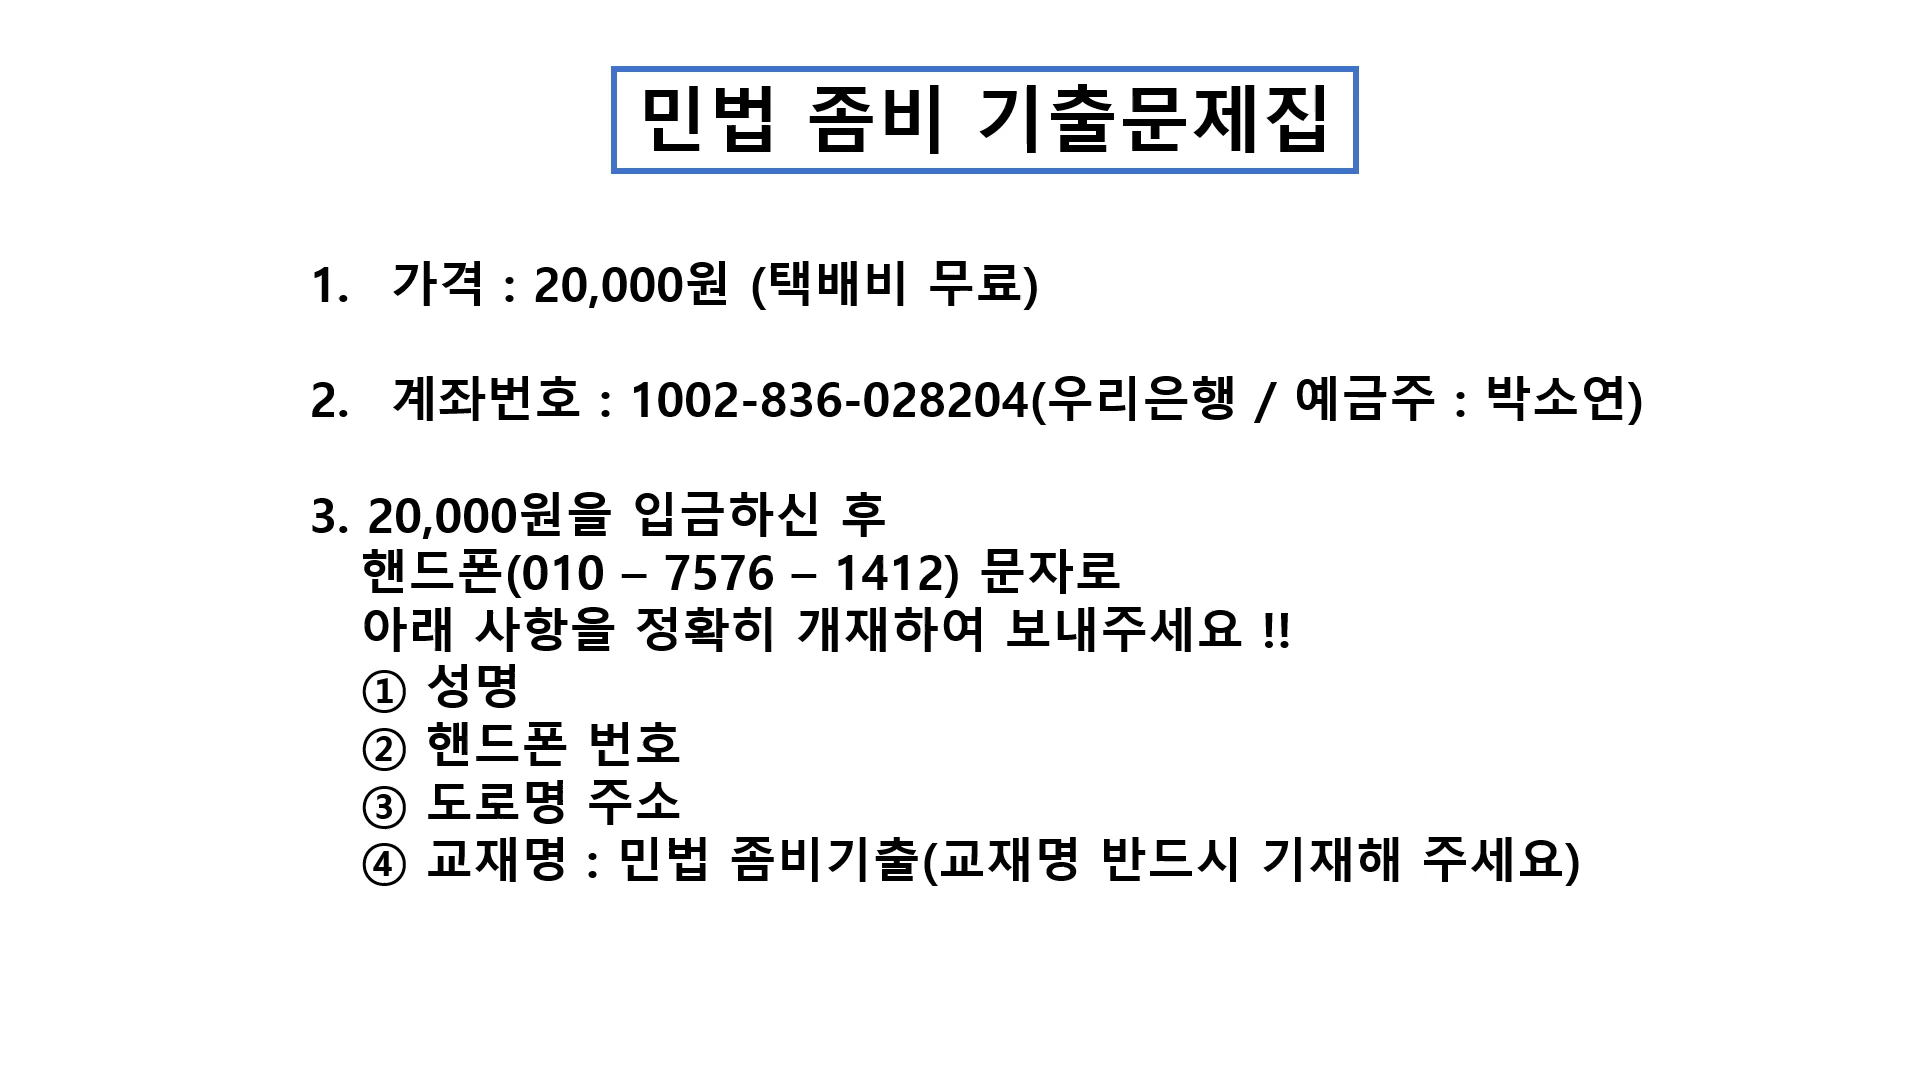 민법 좀비 기출문제집
1. 가격 : 20,000원 (택배비 무료)
2. 계좌번호 : 1002-836-028204(우리은행 / 예금주 : 박소연)
3. 20,000원을 입금하신 후
핸드폰(010 – 7576 – 1412) 문자로
아래 사항을 정확히 개재하여 보내주세요 !!
① 성명
② 핸드폰 번호
③ 도로명 주소
④ 교재명 : 민법 좀비기출(교재명 반드시 기재해 주세요)